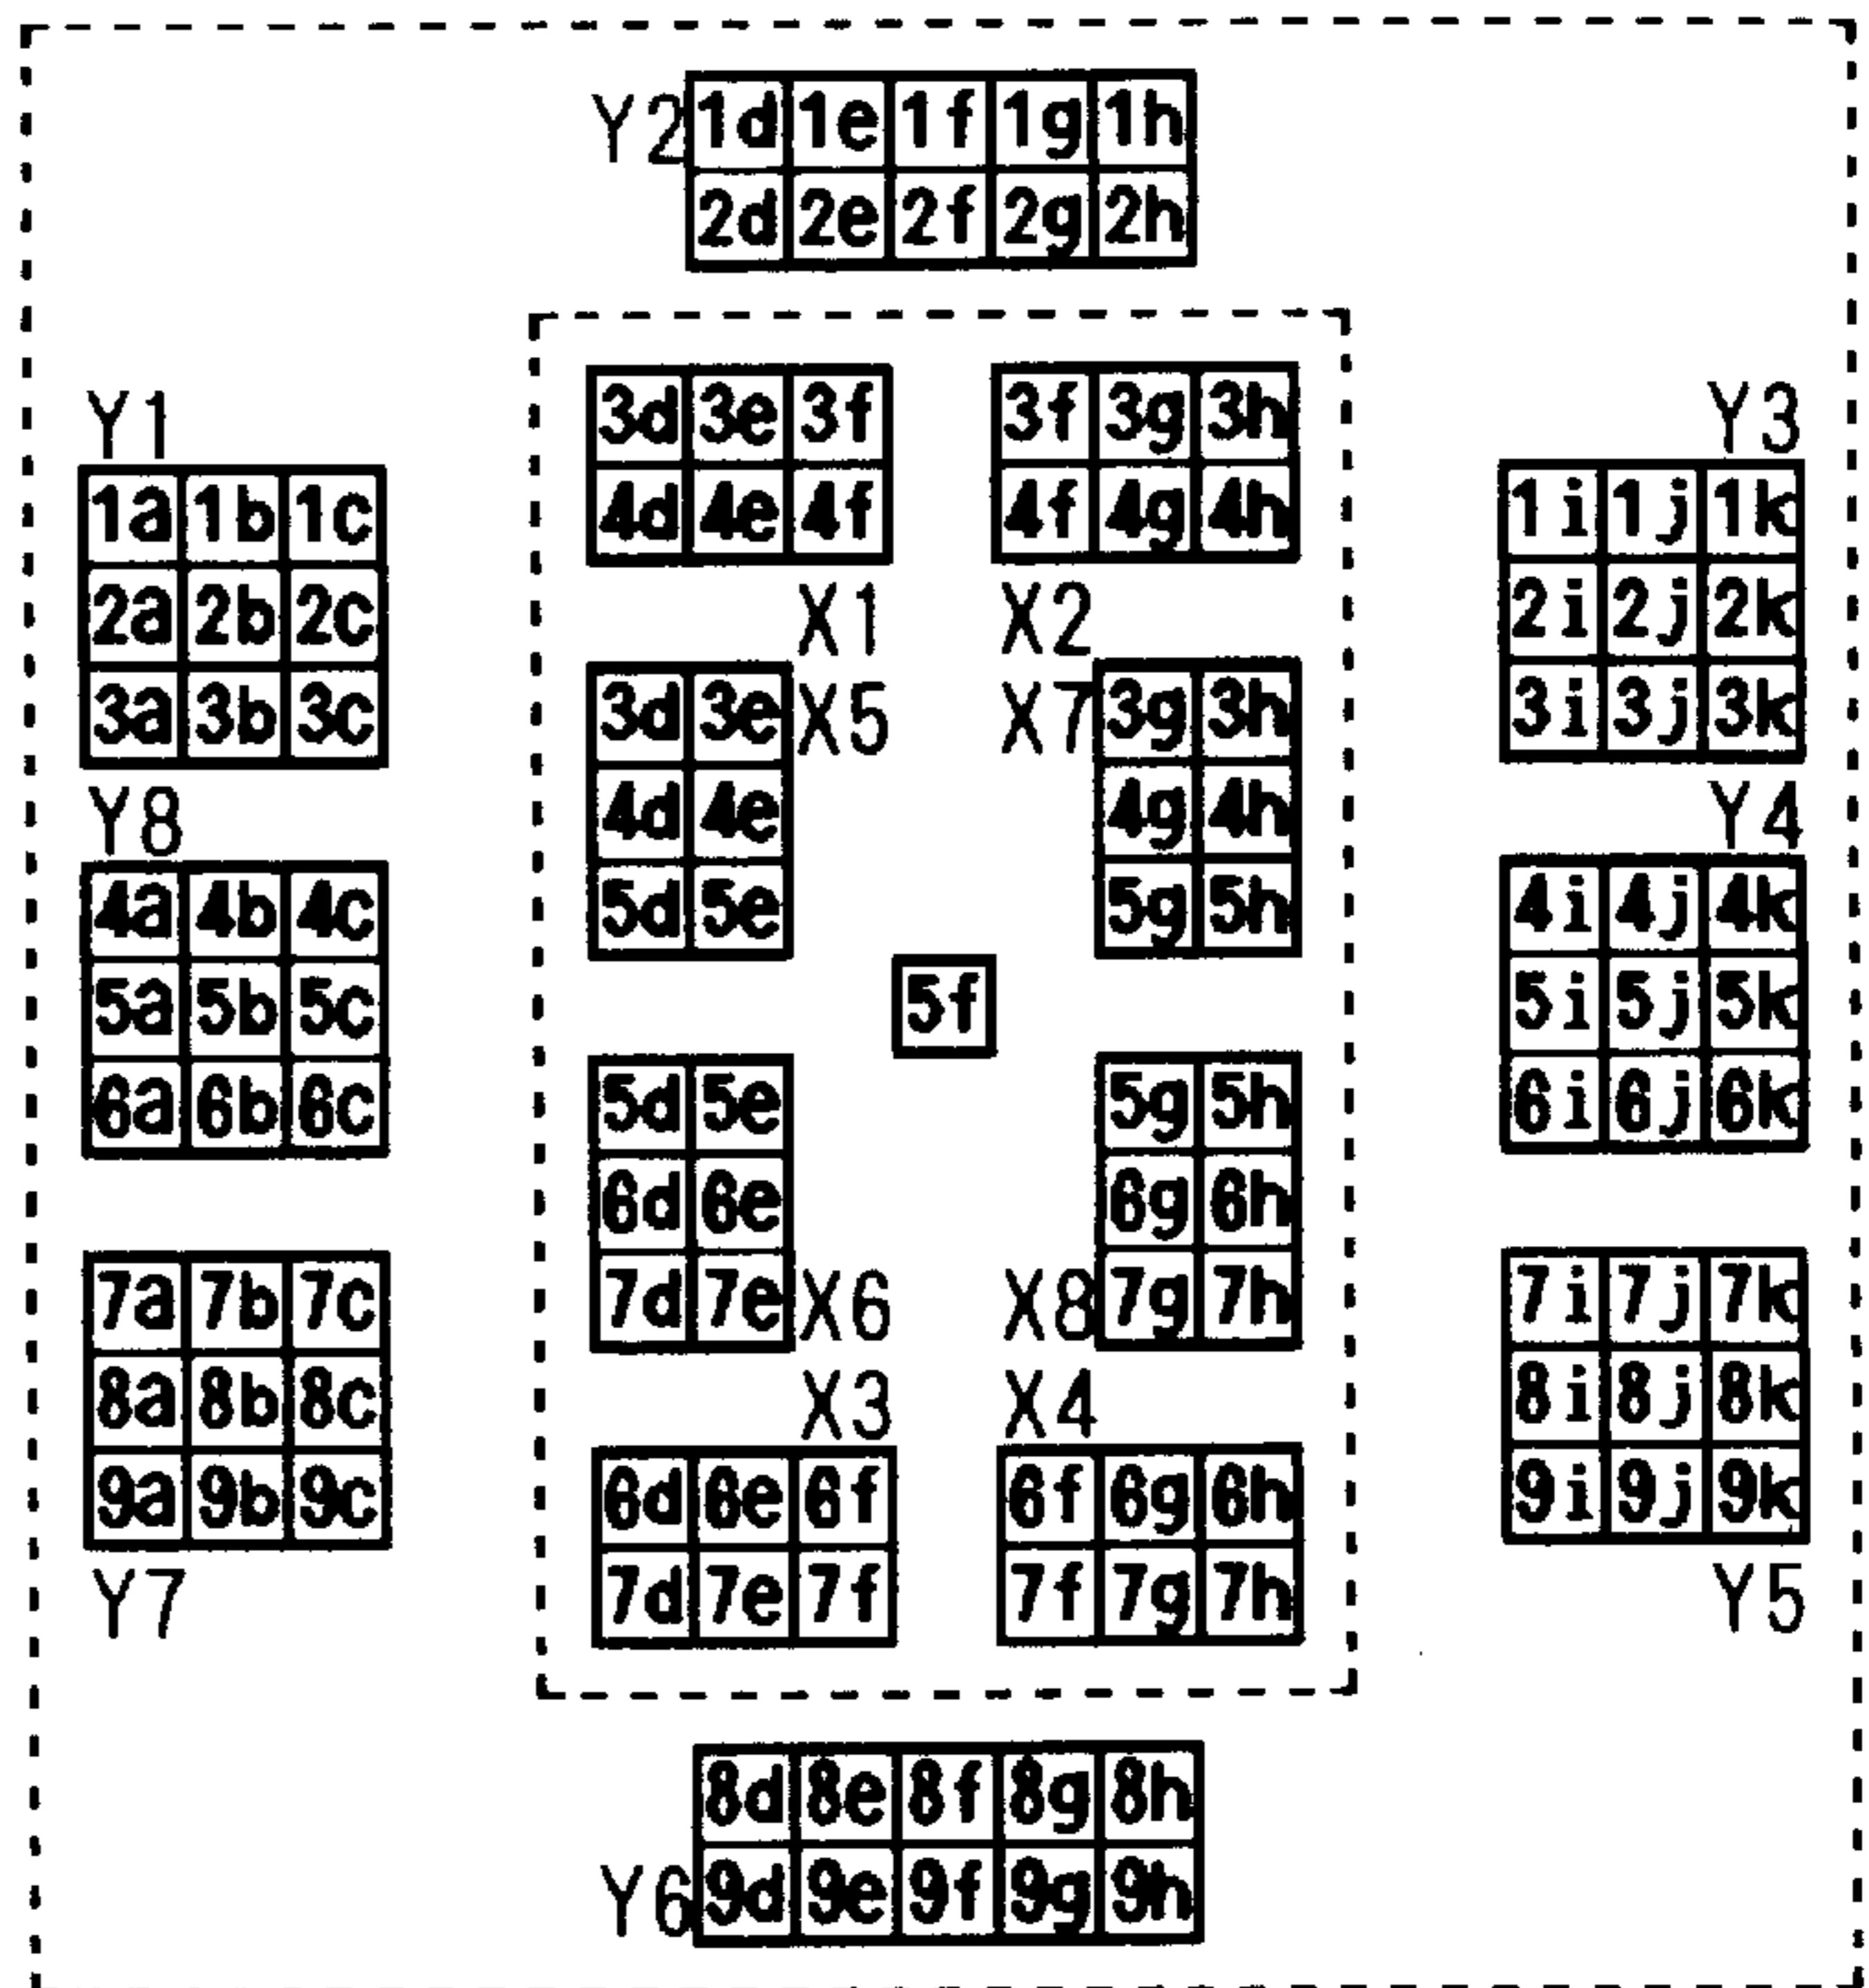 Y2 1d 1e 1f 1g 1h
2d 2e 2f 2g 2h
Y1
1a 1b 1c
2a 2b 2c
3a 3b 3c
Y8
4a 4b 4c
5a 5b 5c
6a 6b 6c
7a 7b 7c
8a 8b 8c
9a 9b 9c
Y7
3d 3e 3f
4d 4e 4f
X1
3f 3g 3h
4f 4g 4h
X2
X5
3d 3e
4d 4e
5d 5e
X7
3g 3h
4g 4h
5g 5h
5f
5d 5e
6d 6e
7d 7e
X6
5g 5h
6g 6h
7g 7h
X8
X3
6d 6e 6f
7d 7e 7f
X4
6f 6g 6h
7f 7g 7h
Y3
1i 1j 1k
2i 2j 2k
3i 3j 3k
Y4
4i 4j 4k
5i 5j 5k
6i 6j 6k
7i 7j 7k
8i 8j 8k
9i 9j 9k
Y5
8d 8e 8f 8g 8h
Y6 9d 9e 9f 9g 9h